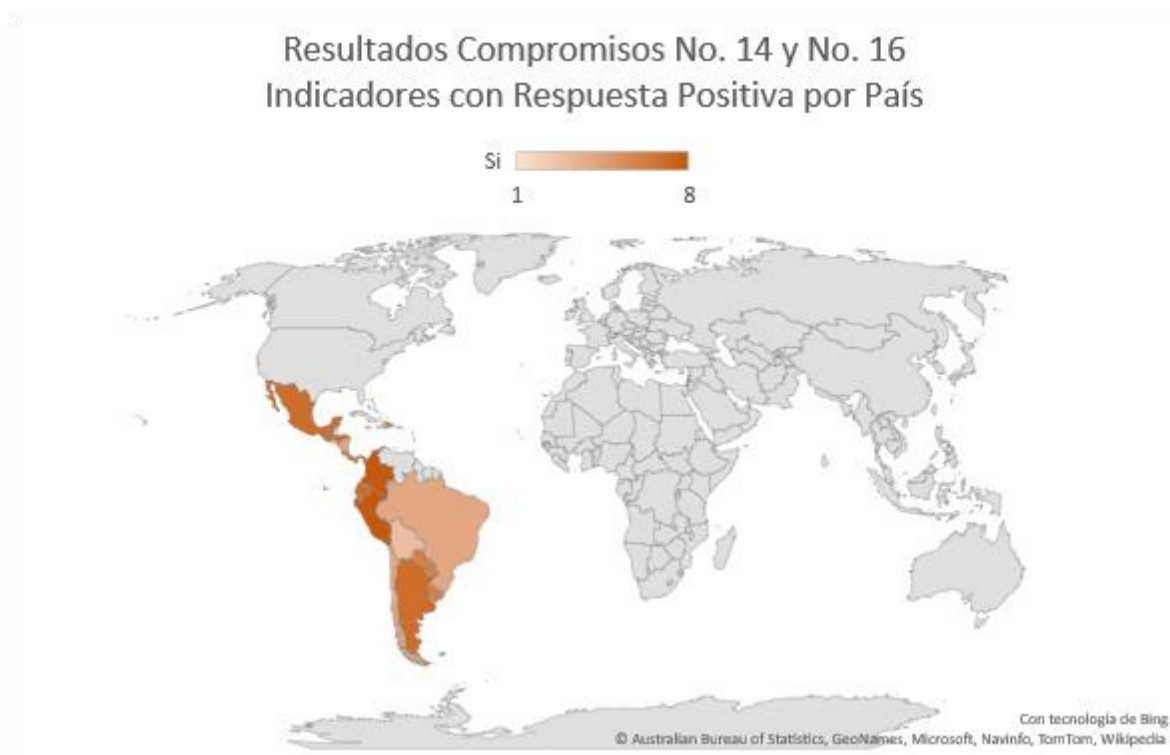 Resultados Compromisos No. 14 y No. 16
Indicadores con Respuesta Positiva por País
Si
1 8
Con tecnología de Bing
© Australian Bureau of Statistics, GeoNames, Microsoft, Navinfo, TomTom, Wikipedia